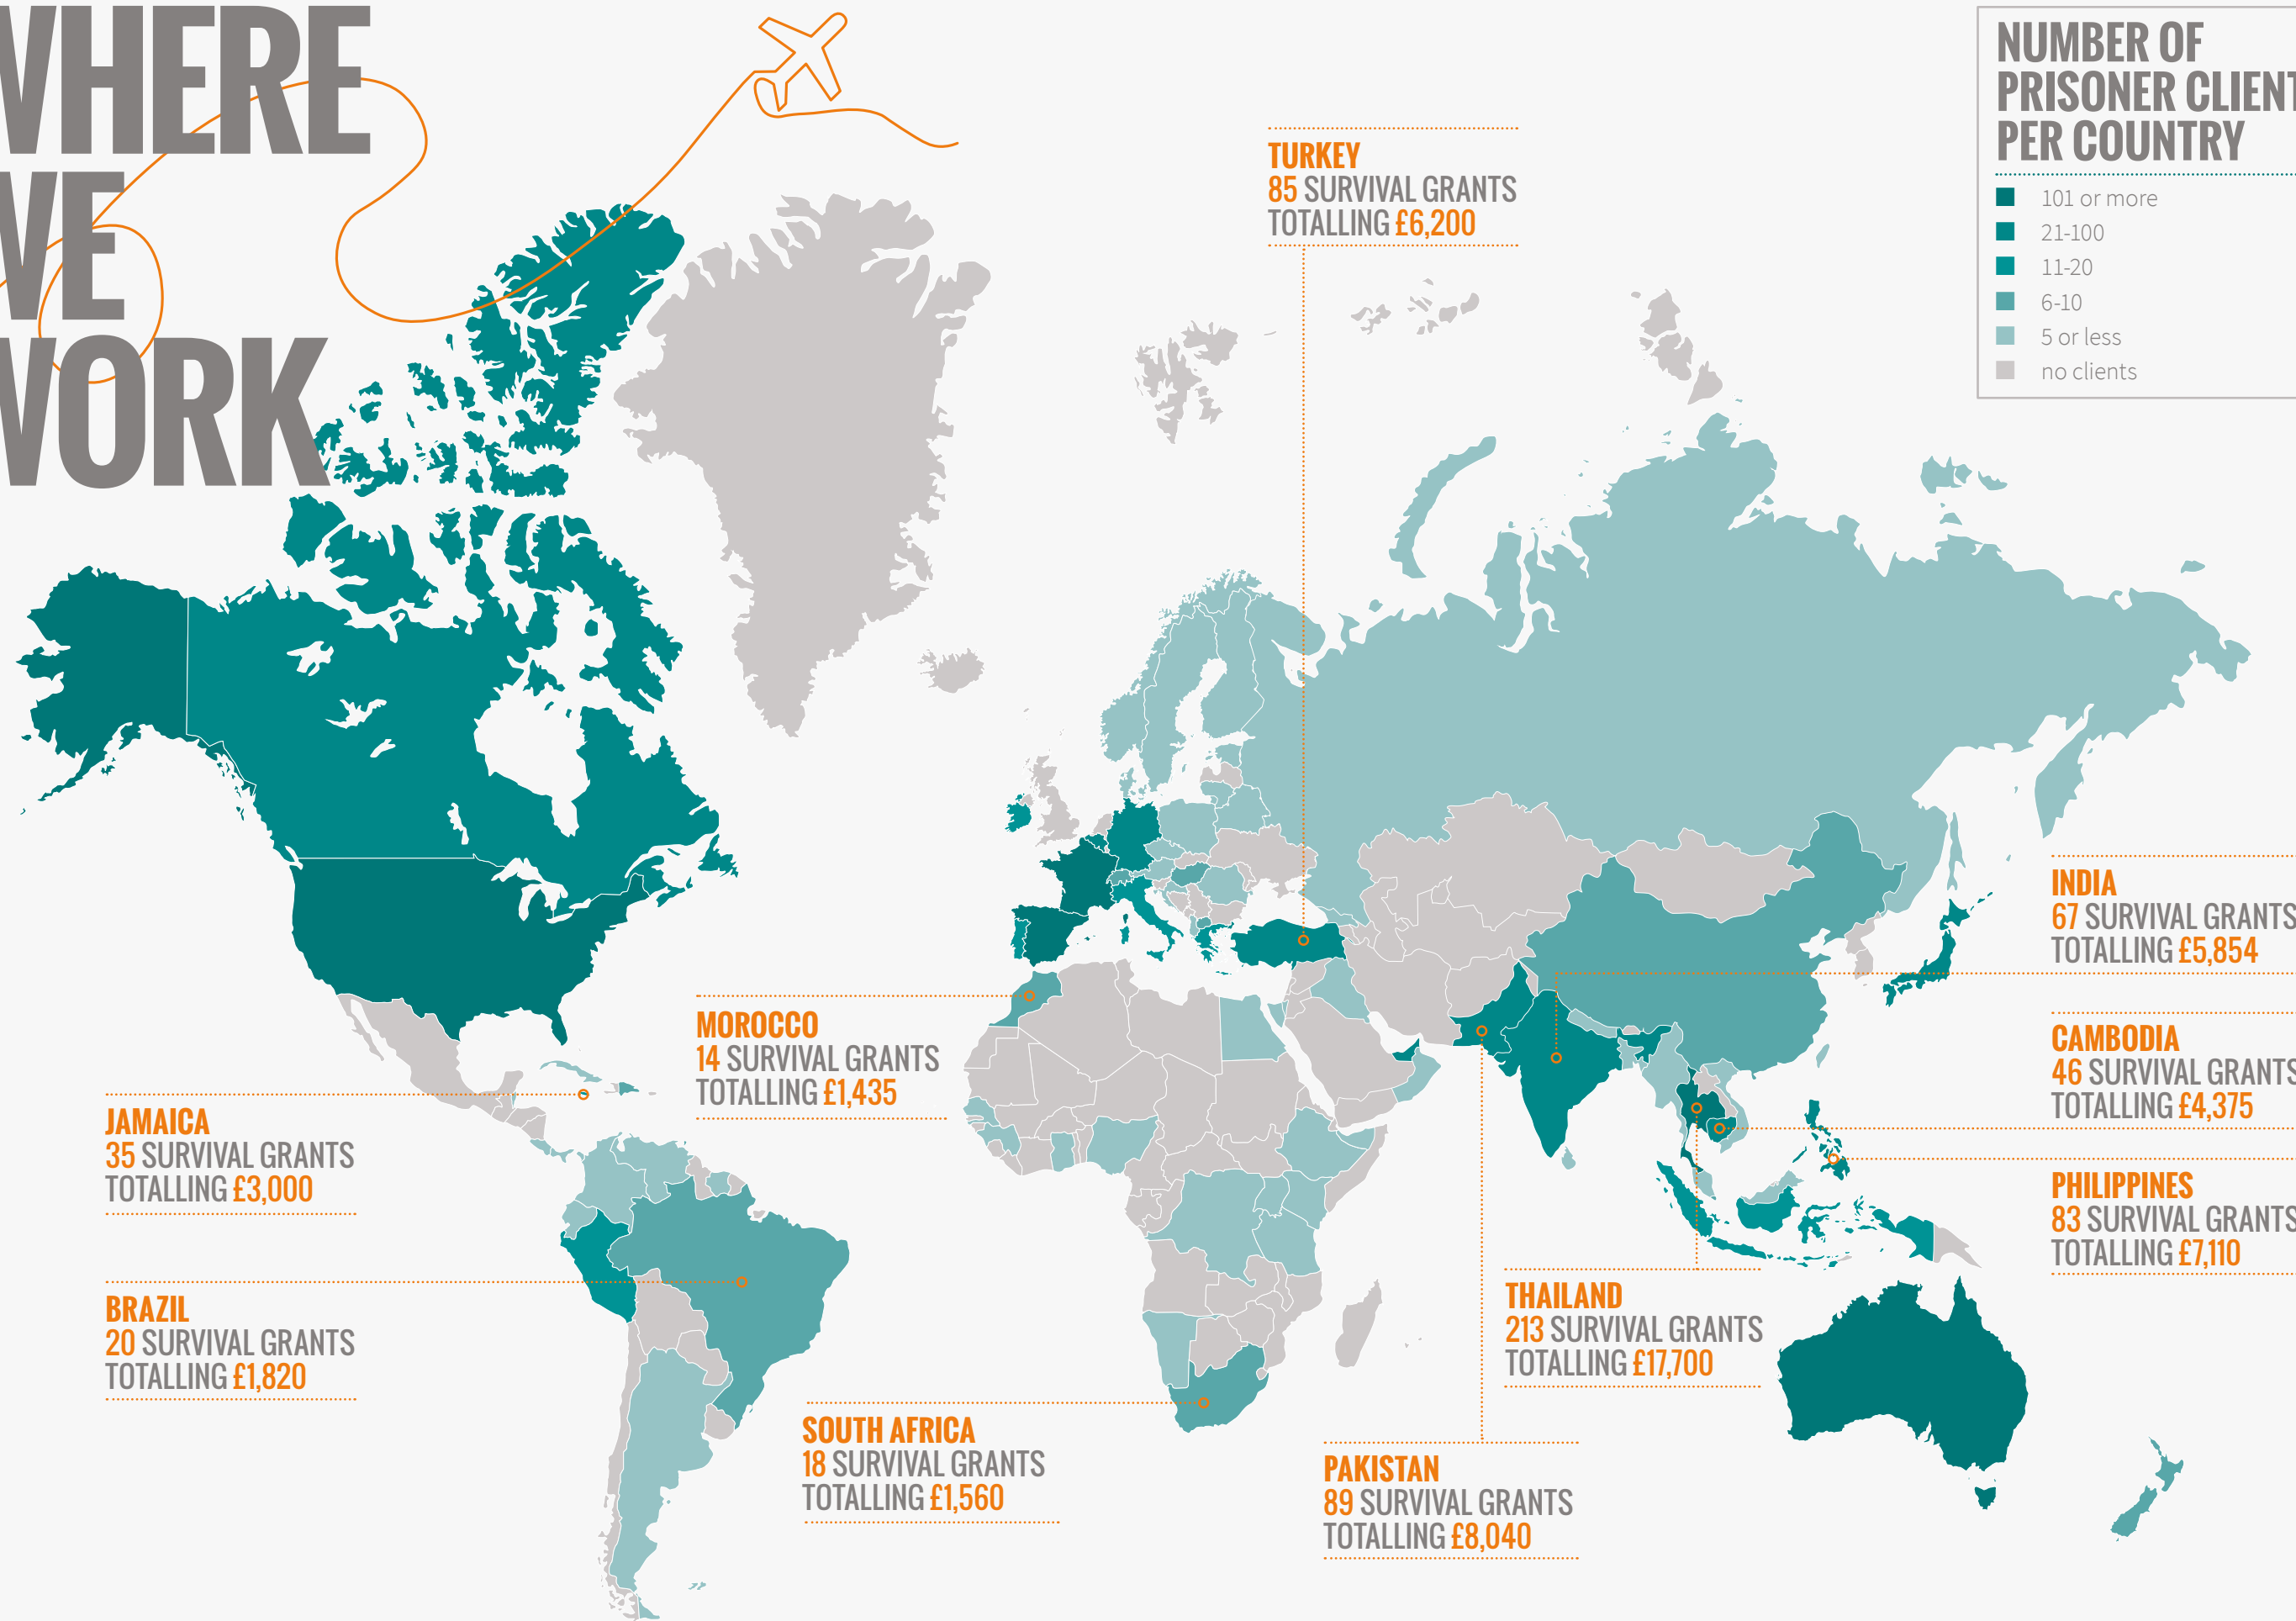 WHERE
WE
WORK
NUMBER OF
PRISONER CLIENT
PER COUNTRY
101 or more
21-100
11-20
6-10
5 or less
no clients
TURKEY
85 SURVIVAL GRANTS
TOTALLING £6,200
INDIA
67 SURVIVAL GRANTS
TOTALLING £5,854
MOROCCO
14 SURVIVAL GRANTS
TOTALLING £1,435
CAMBODIA
46 SURVIVAL GRANTS
TOTALLING £4,375
JAMAICA
35 SURVIVAL GRANTS
TOTALLING £3,000
PHILIPPINES
83 SURVIVAL GRANTS
TOTALLING £7,110
BRAZIL
20 SURVIVAL GRANTS
TOTALLING £1,820
THAILAND
213 SURVIVAL GRANTS
TOTALLING £17,700
SOUTH AFRICA
18 SURVIVAL GRANTS
TOTALLING £1,560
PAKISTAN
89 SURVIVAL GRANTS
TOTALLING £8,040